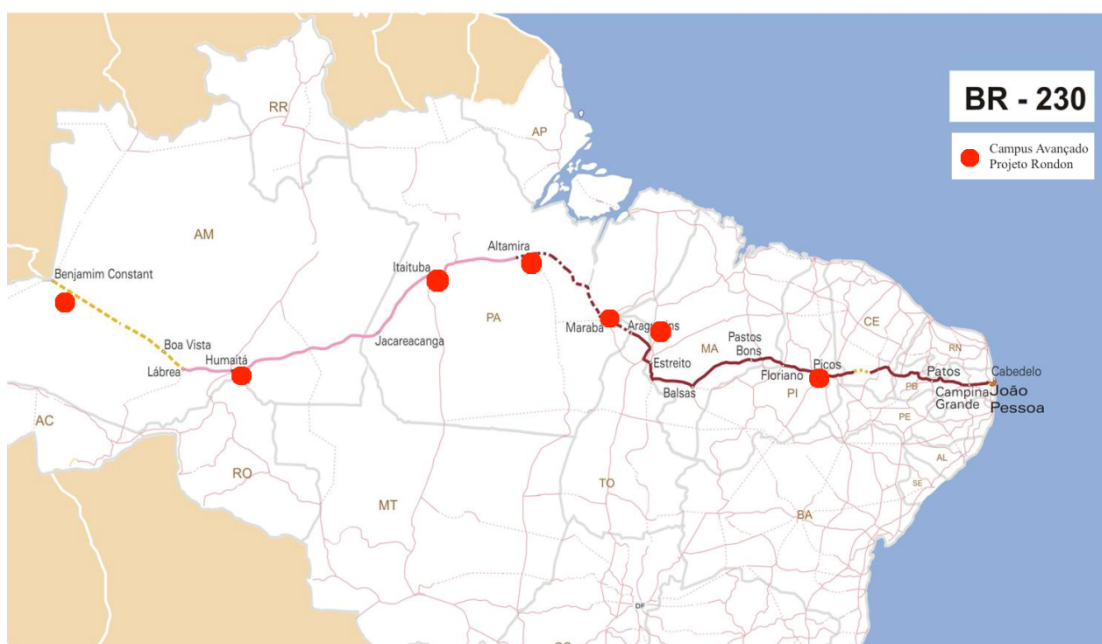 BR - 230
Campus Avançado
Projeto Rondon
RR
AP
AM
Altamira
Benjamim Constant
Itaituba
PA
CE
Maraba
MA
Pastos
Bons
RN
Boa Vista
Humaitá
Jacareacanga
Estreito
Picos
Cabedelo
Lábrea
Floriano
Patos
João
Pessoa
Balsas
PI
PB
Campina
Grande
AC
PE
RO
AL
MT
TO
SE
BA
DF